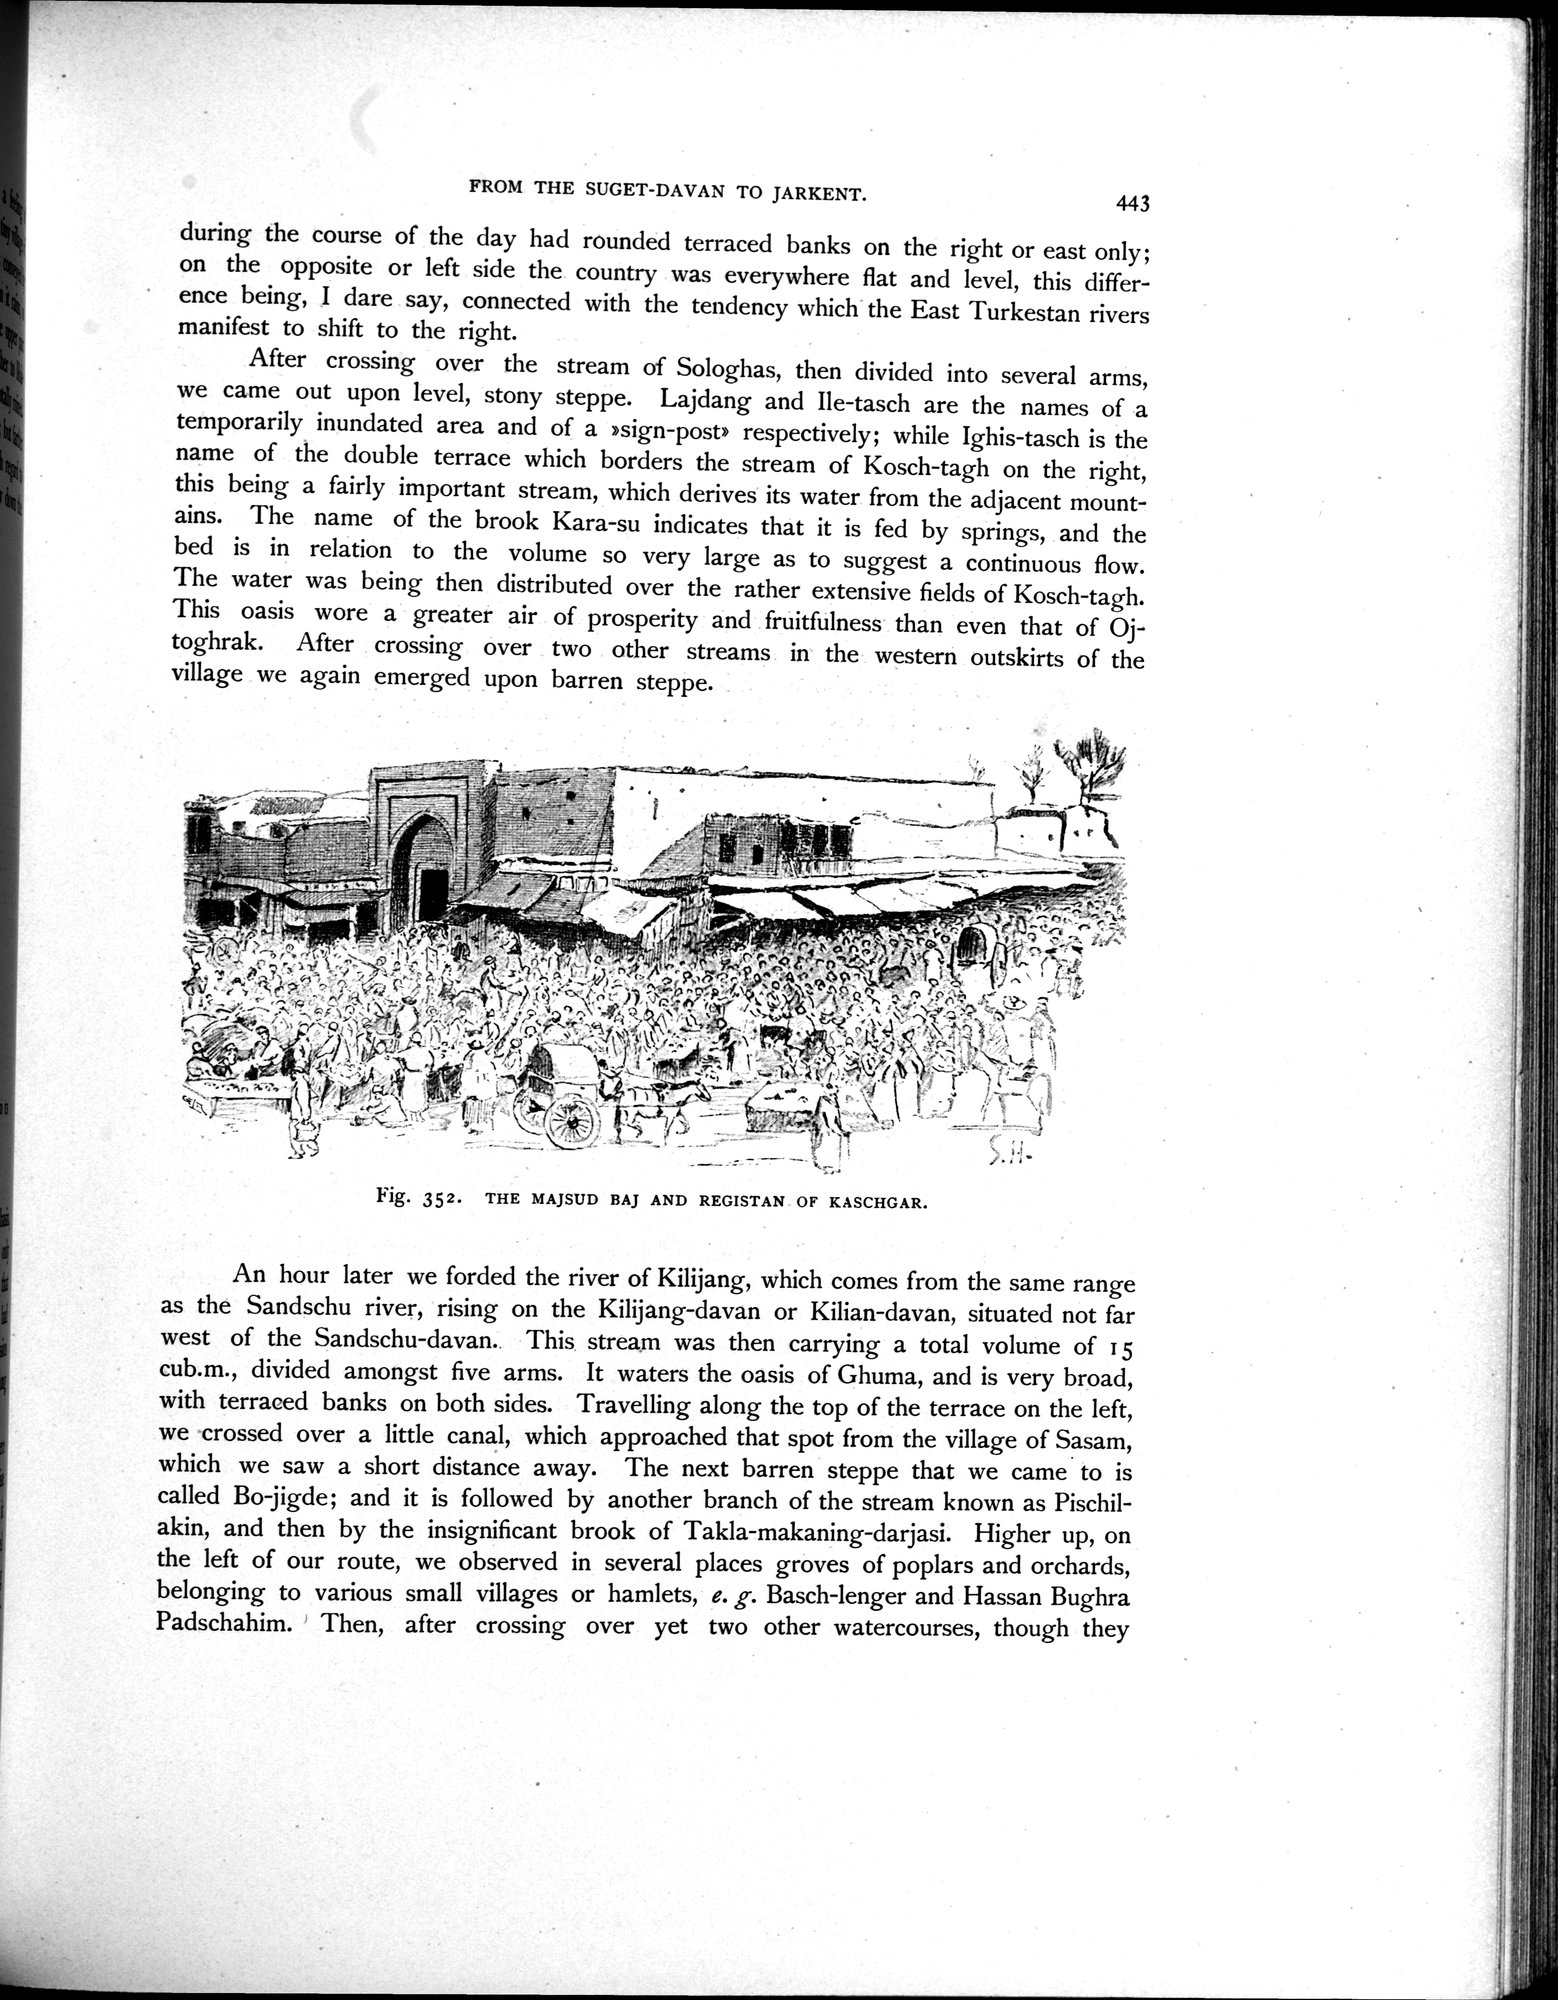 FROM THE SUGET-DAVAN TO JARKENT.
443
during the course of the day had rounded terraced banks on the right or east only;
on the opposite or left side the country was everywhere flat and level, this differ-
ence being, I dare say, connected with the tendency which the East Turkestan rivers
manifest to shift to the right.
After crossing over the stream of Sologhas, then divided into several arms,
we came out upon level, stony steppe. Lajdang and Ile-tasch are the names of a
temporarily inundated area and of a »sign-post» respectively; while Ighis-tasch is the
name of the double terrace which borders the stream of Kosch-tagh on the right,
this being a fairly important stream, which derives its water from the adjacent mount-
ains. The name of the brook Kara-su indicates that it is fed by springs, and the
bed is in relation to the volume so very large as to suggest a continuous flow.
The water was being then distributed over the rather extensive fields of Kosch-tagh.
This oasis wore a greater air of prosperity and fruitfulness than even that of Oj-
toghrak. After crossing over two other streams in the western outskirts of the
village we again emerged upon barren steppe.
S.H.
Fig. 352. THE MAJSUD BAJ AND REGISTAN OF KASCHGAR.
An hour later we forded the river of Kilijang, which comes from the same range
as the Sandschu river, rising on the Kilijang-davan or Kilian-davan, situated not far
west of the Sandschu-davan. This stream was then carrying a total volume of 15
cub.m., divided amongst five arms. It waters the oasis of Ghuma, and is very broad,
with terraced banks on both sides. Travelling along the top of the terrace on the left,
we crossed over a little canal, which approached that spot from the village of Sasam,
which we saw a short distance away. The next barren steppe that we came to is
called Bo-jigde; and it is followed by another branch of the stream known as Pischil-
akin, and then by the insignificant brook of Takla-makaning-darjasi. Higher up, on
the left of our route, we observed in several places groves of poplars and orchards,
belonging to various small villages or hamlets, e. g. Basch-lenger and Hassan Bughra
Padschahim. Then, after crossing over yet two other watercourses, though they